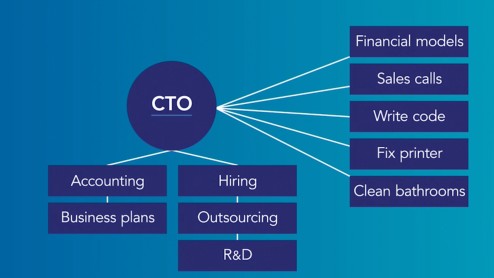 CTO
Financial models
Sales calls
Write code
Fix printer
Clean bathrooms
Accounting
Business plans
Hiring
Outsourcing
R&D